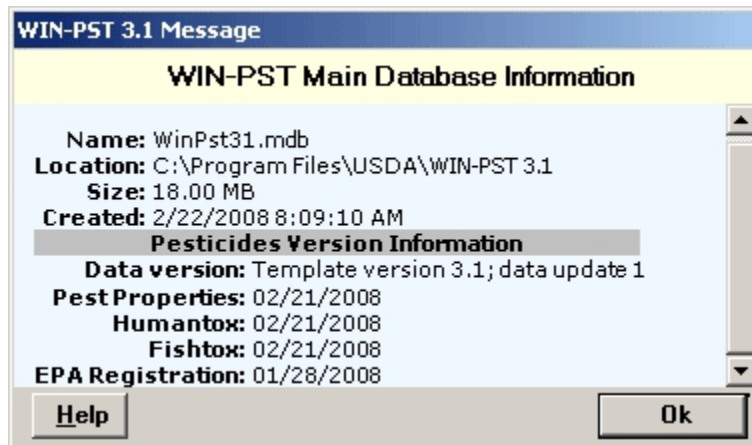 WIN-PST 3.1 Message
WIN-PST Main Database Information
Name: WinPst31.mdb
Location: C:\Program Files\USDA\WIN-PST 3.1
Size: 18.00 MB
Created: 2/22/2008 8:09:10 AM
Pesticides Version Information
Data version: Template version 3.1; data update 1
Pest Properties: 02/21/2008
Humantox: 02/21/2008
Fishtox: 02/21/2008
EPA Registration: 01/28/2008
Help Ok